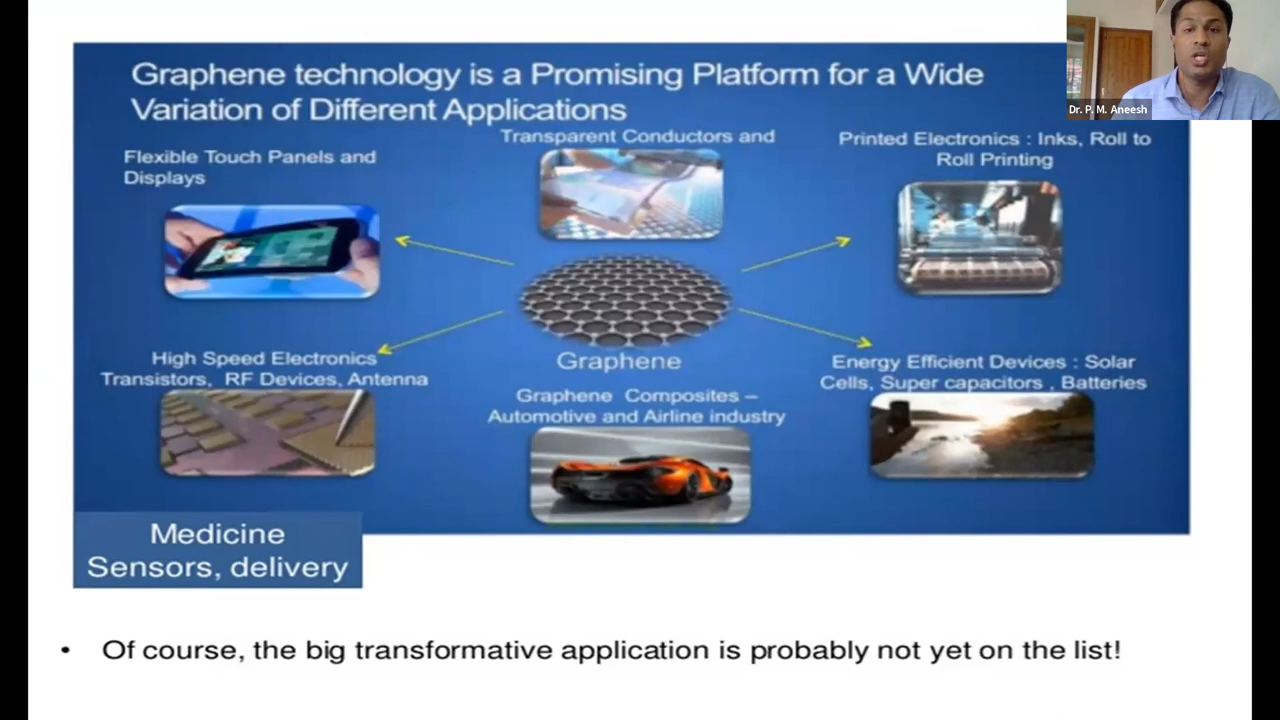 Graphene technology is a Promising Platform for a Wide
Variation of Different Applications
Dr. P. M. Aneesh
Flexible Touch Panels and
Displays
Transparent Conductors and
Printed Electronics : Inks, Roll to
Roll Printing
Graphene
High Speed Electronics
Transistors, RF Devices, Antenna
Graphene Composites –
Automotive and Airline industry
Energy Efficient Devices : Solar
Cells, Super capacitors , Batteries
Medicine
Sensors, delivery
• Of course, the big transformative application is probably not yet on the list!